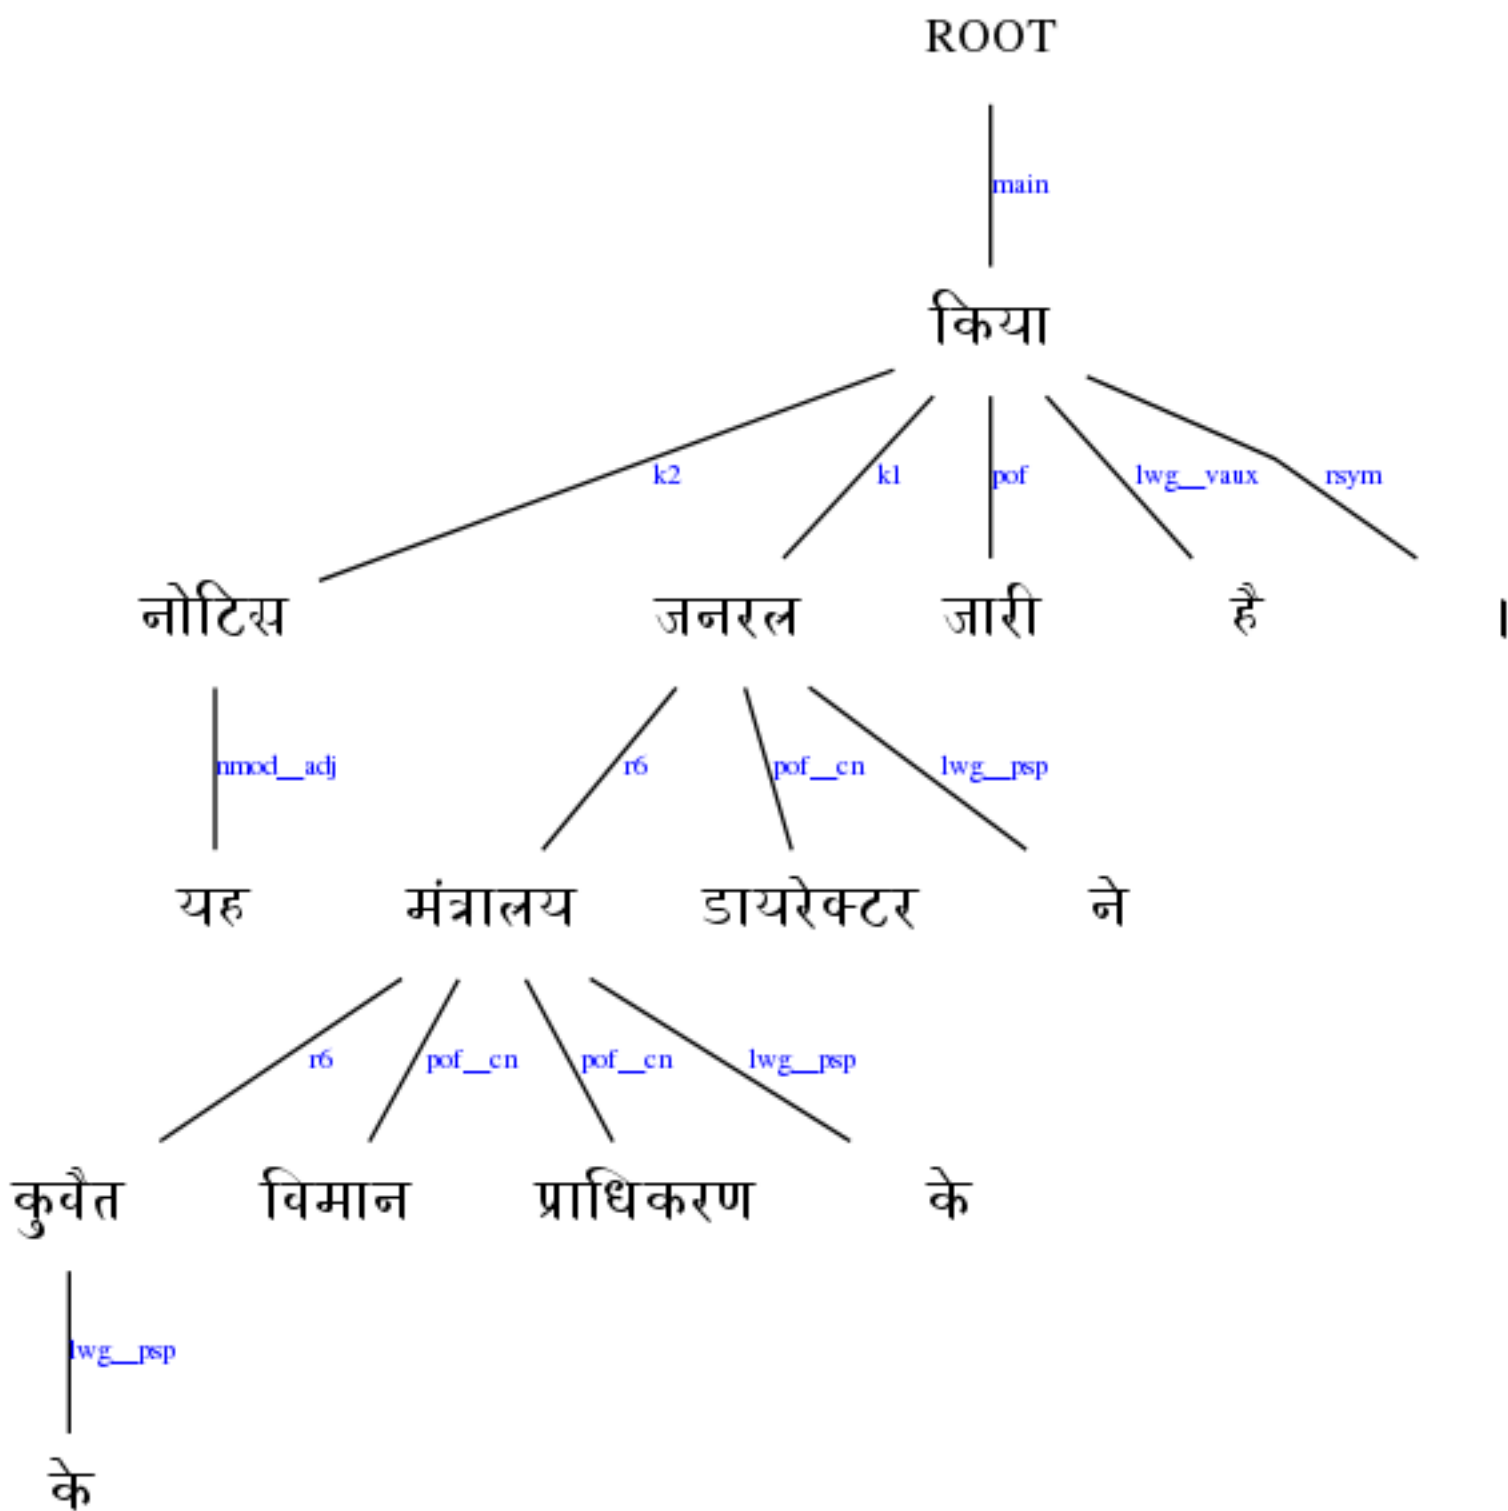 ROOT
main
किया
k2 k1 pof lwg__vaux rsym
नोटिस जनरल जारी है ।
nmod__adj r6 pof__cn lwg__psp
यह मंत्रालय डायरेक्टर ने
r6 pof__cn pof__cn lwg__psp
कुवैत विमान प्राधिकरण के
lwg__psp
के